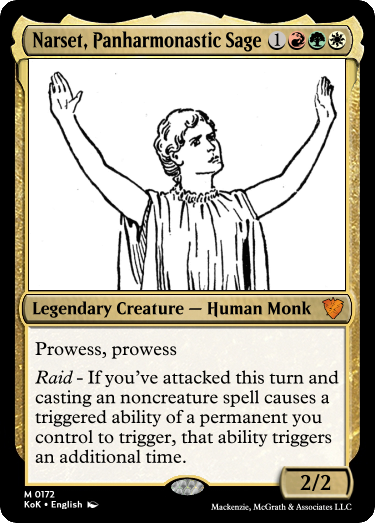 Narset, Panharmonastic Sage 1
Legendary Creature — Human Monk
Prowess, prowess
Raid - If you've attacked this turn and
casting an noncreature spell causes a
triggered ability of a permanent you
control to trigger, that ability triggers
an additional time.
2/2
M 0172
KoK • English
Mackenzie, McGrath & Associates LLC